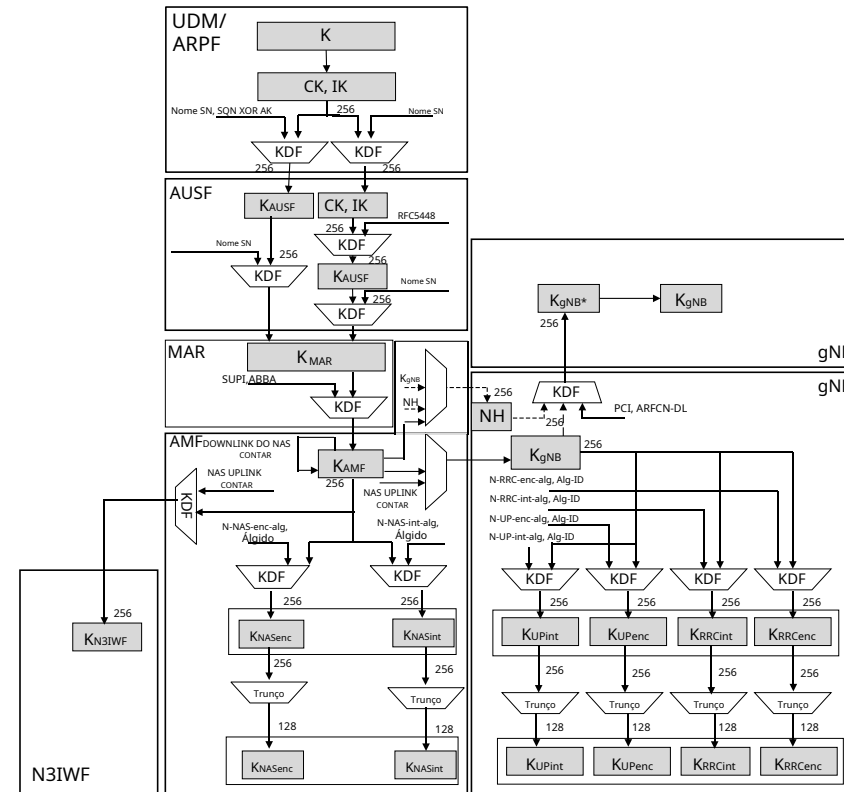 UDM/
ARPF
K
CK, IK
Nome SN, SQN XOR AK
256
Nome SN
KDF
KDF
256
256
AUSF
KAUSF
CK, IK
RFC5448
256
KDF
Nome SN
256
256
KDF
KAUSF
Nome SN
256
KDF
KgNB*
KgNB
256
gNB
MAR
K MAR
SUPI,ABBA
KDF
KgNB
NH
256
NH
KDF
256
PCI, ARFCN-DL
gNB
AMF
DOWNLINK DO NAS
CONTAR
KAMF
256
KgNB
256
NAS UPLINK
CONTAR
NAS UPLINK
CONTAR
KDF
N-RRC-enc-alg, Alg-ID
N-RRC-int-alg, Alg-ID
N-UP-enc-alg, Alg-ID
N-UP-int-alg, Alg-ID
N-NAS-enc-alg,
Álgido
N-NAS-int-alg,
Álgido
KDF
KDF
KDF
KDF
KDF
KDF
256
256
256
256
256
256
256
KN3IWF
KNASenc
KNASint
KUPint
KUPenc
KRRCint
KRRCenc
256
256
256
256
256
256
Trunço
Trunço
Trunço
Trunço
Trunço
Trunço
128
128
128
128
128
128
KNASenc
KNASint
KUPint
KUPenc
KRRCint
KRRCenc
N3IWF